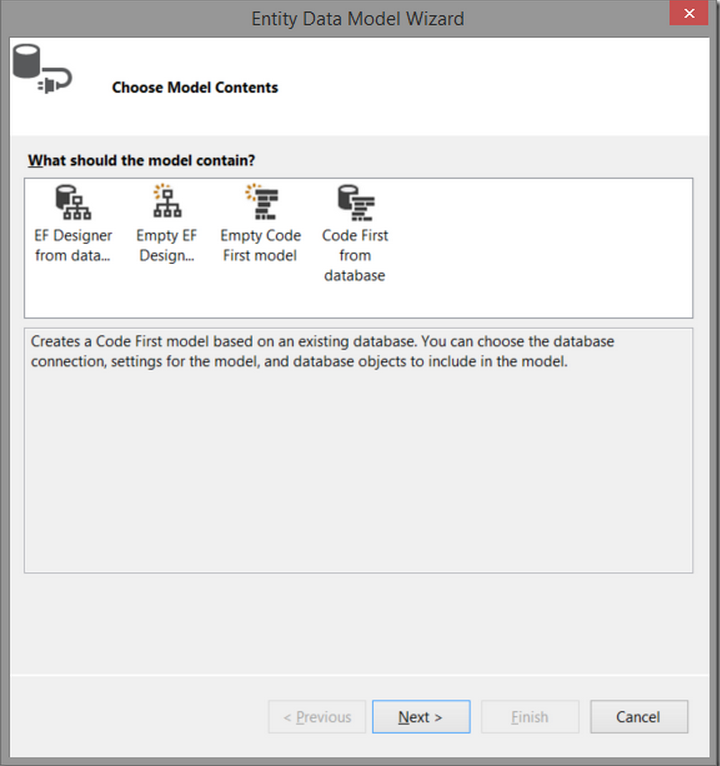 Entity Data Model Wizard
Choose Model Contents
What should the model contain?
EF Designer
from data...
Empty EF
Design...
Empty Code
First model
Code First
from
database
Creates a Code First model based on an existing database. You can choose the database
connection, settings for the model, and database objects to include in the model.
< Previous
Next >
Finish
Cancel